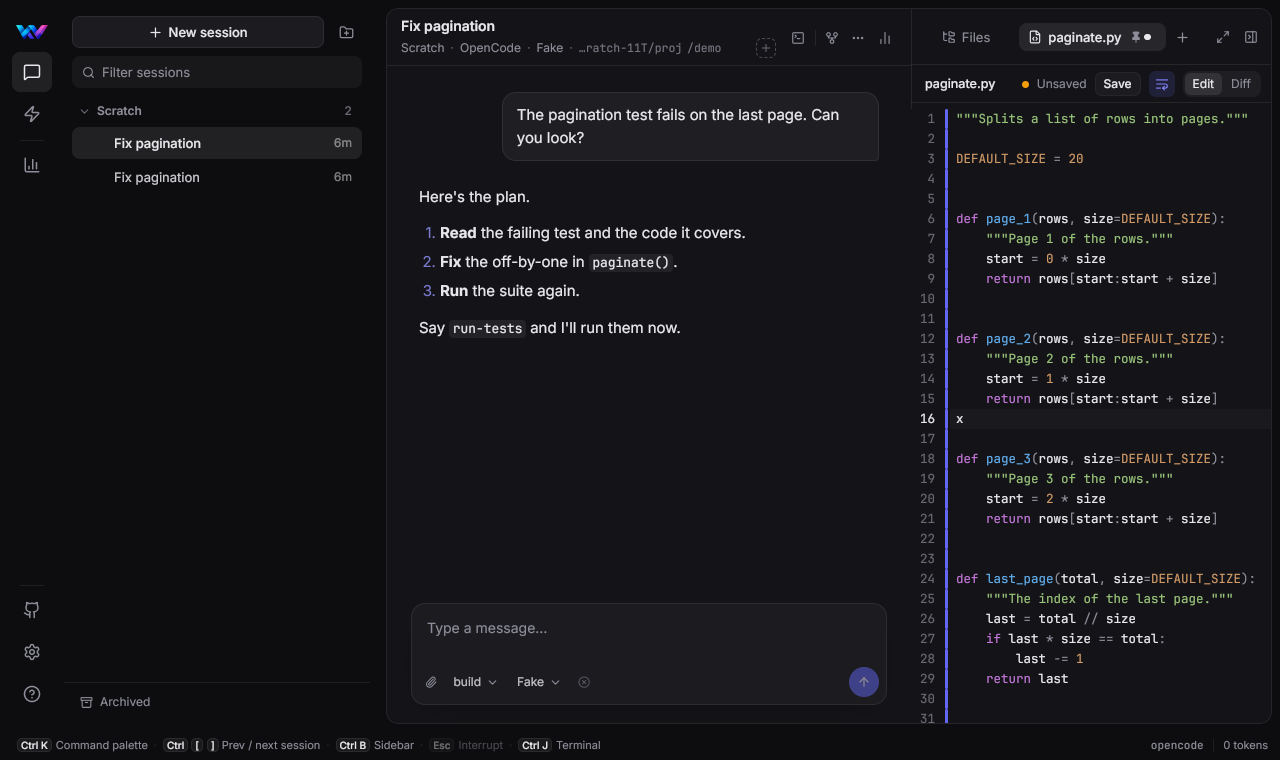 New session
Filter sessions
Scratch 2
Fix pagination 6m
Fix pagination 6m
Archived
Fix pagination
Scratch · OpenCode · Fake · …ratch-11T/proj /demo
The pagination test fails on the last page. Can
you look?
Here's the plan.
1. Read the failing test and the code it covers.
2. Fix the off-by-one in paginate().
3. Run the suite again.
Say run-tests and I'll run them now.
Type a message...
build Fake
Files paginate.py
paginate.py Unsaved Save Edit Diff
1 """Splits a list of rows into pages."""
2
3 DEFAULT_SIZE = 20
4
5
6 def page_1(rows, size=DEFAULT_SIZE):
7     """Page 1 of the rows."""
8     start = 0 * size
9     return rows[start:start + size]
10
11
12 def page_2(rows, size=DEFAULT_SIZE):
13     """Page 2 of the rows."""
14     start = 1 * size
15     return rows[start:start + size]
16 x
17
18 def page_3(rows, size=DEFAULT_SIZE):
19     """Page 3 of the rows."""
20     start = 2 * size
21     return rows[start:start + size]
22
23
24 def last_page(total, size=DEFAULT_SIZE):
25     """The index of the last page."""
26     last = total // size
27     if last * size == total:
28         last -= 1
29     return last
30
31
Ctrl K Command palette · Ctrl [ ] Prev / next session · Ctrl B Sidebar · Esc Interrupt · Ctrl J Terminal
opencode 0 tokens